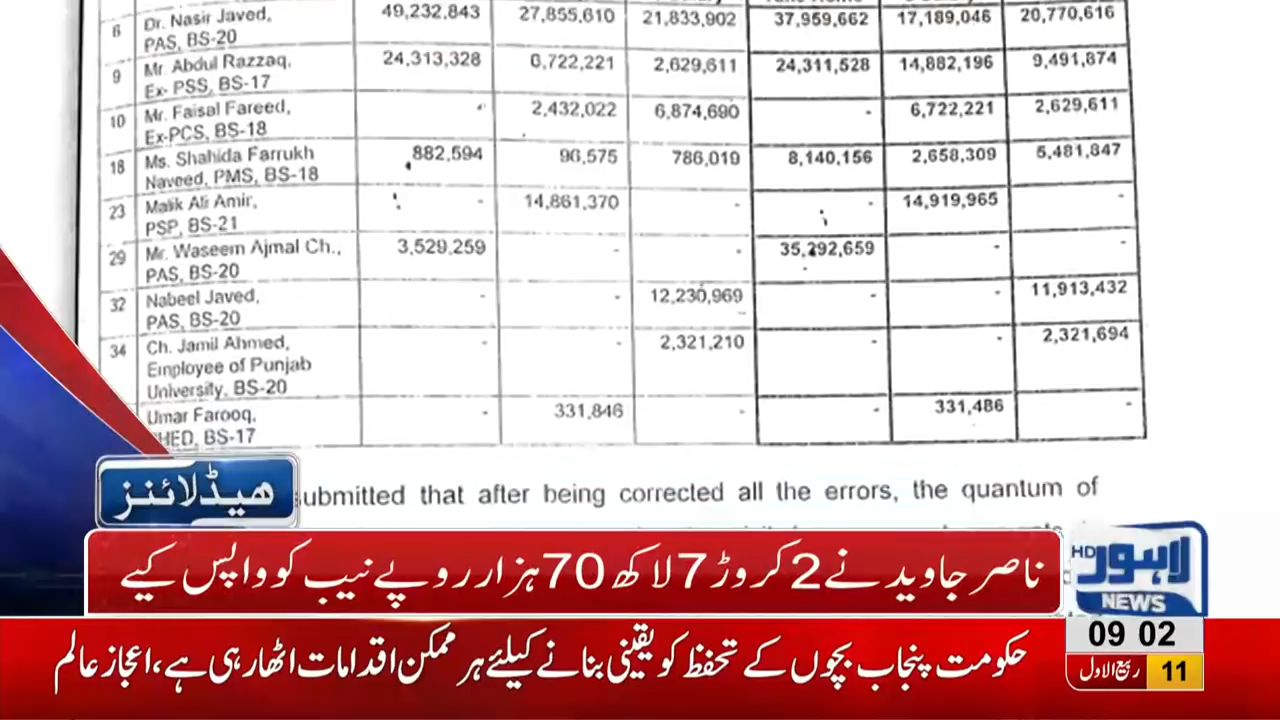 6 Dr. Nasir Javed, 49,232,843 27,855,610 21,833,902 37,959,662 17,189,046 20,770,616
PAS, BS-20
9 Mr. Abdul Razzaq, 24,313,328 6,722,221 2,629,611 24,311,528 14,882,196 9,491,874
Ex- PSS, BS-17
10 Mr. Faisal Fareed, - 2,432,022 6,874,690 - 6,722,221 2,629,611
Ex-PCS, BS-18
18 Ms. Shahida Farrukh 882,594 96,575 786,019 8,140,156 2,658,309 5,481,847
Naveed, PMS, BS-18
23 Malik Ali Amir, - 14,861,370 - - 14,919,965 -
PSP, BS-21
29 Mr. Waseem Ajmal Ch., 3,529,259 - - 35,292,659 - -
PAS, BS-20
32 Nabeel Javed, - - 12,230,969 - - 11,913,432
PAS, BS-20
34 Ch. Jamil Ahmed, - - 2,321,210 - - 2,321,694
Employee of Punjab
University, BS-20
Umar Farooq, - 331,846 - - 331,486 -
HED, BS-17
submitted that after being corrected all the errors, the quantum of
ہیڈلائنز
ناصر جاوید نے 2 کروڑ 7 لاکھ 70 ہزار روپے نیب کو واپس کیے
لاہور HD
NEWS
09 02
11 ربیع الاول
حکومت پنجاب بچوں کے تحفظ کو یقینی بنانے کیلئے ہر ممکن اقدامات اٹھا رہی ہے، اعجاز عالم